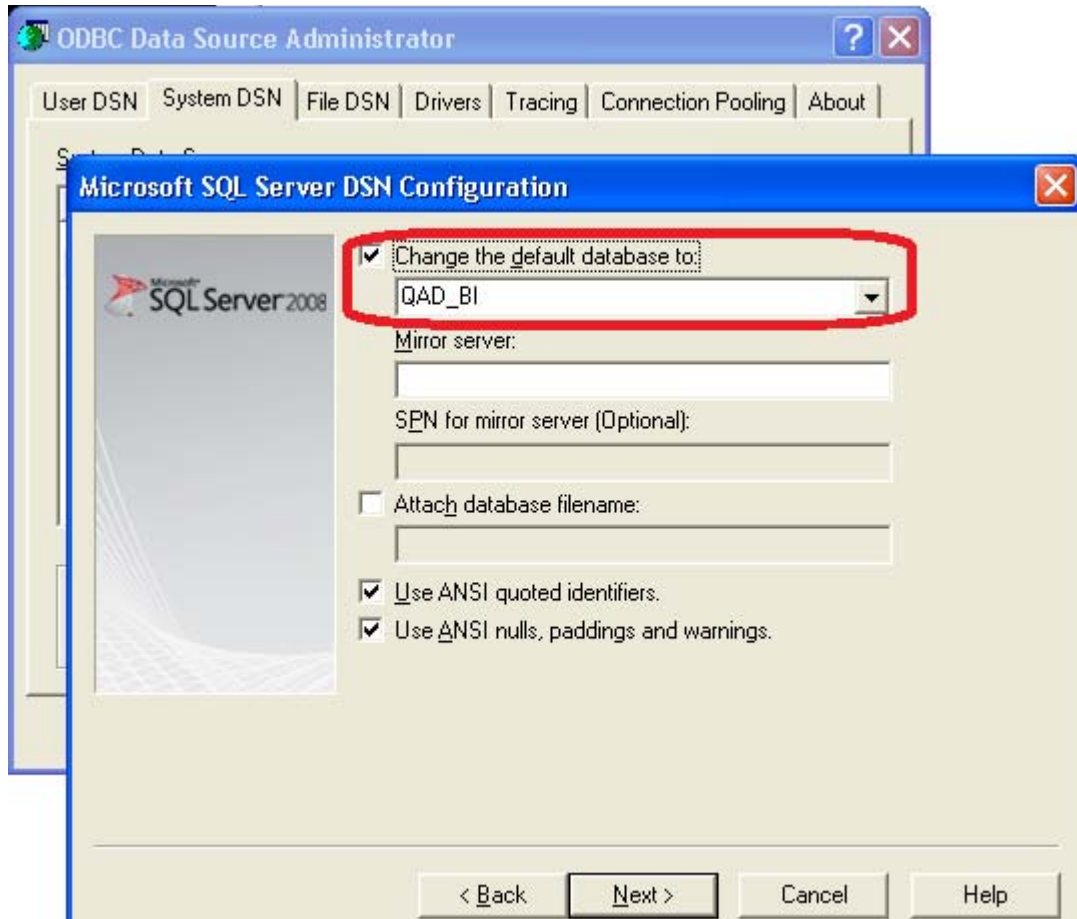 ODBC Data Source Administrator
User DSN System DSN File DSN Drivers Tracing Connection Pooling About
Microsoft SQL Server DSN Configuration
Microsoft
SQL Server 2008
Change the default database to:
QAD_BI
Mirror server:
SPN for mirror server (Optional):
Attach database filename:
Use ANSI quoted identifiers.
Use ANSI nulls, paddings and warnings.
< Back Next > Cancel Help